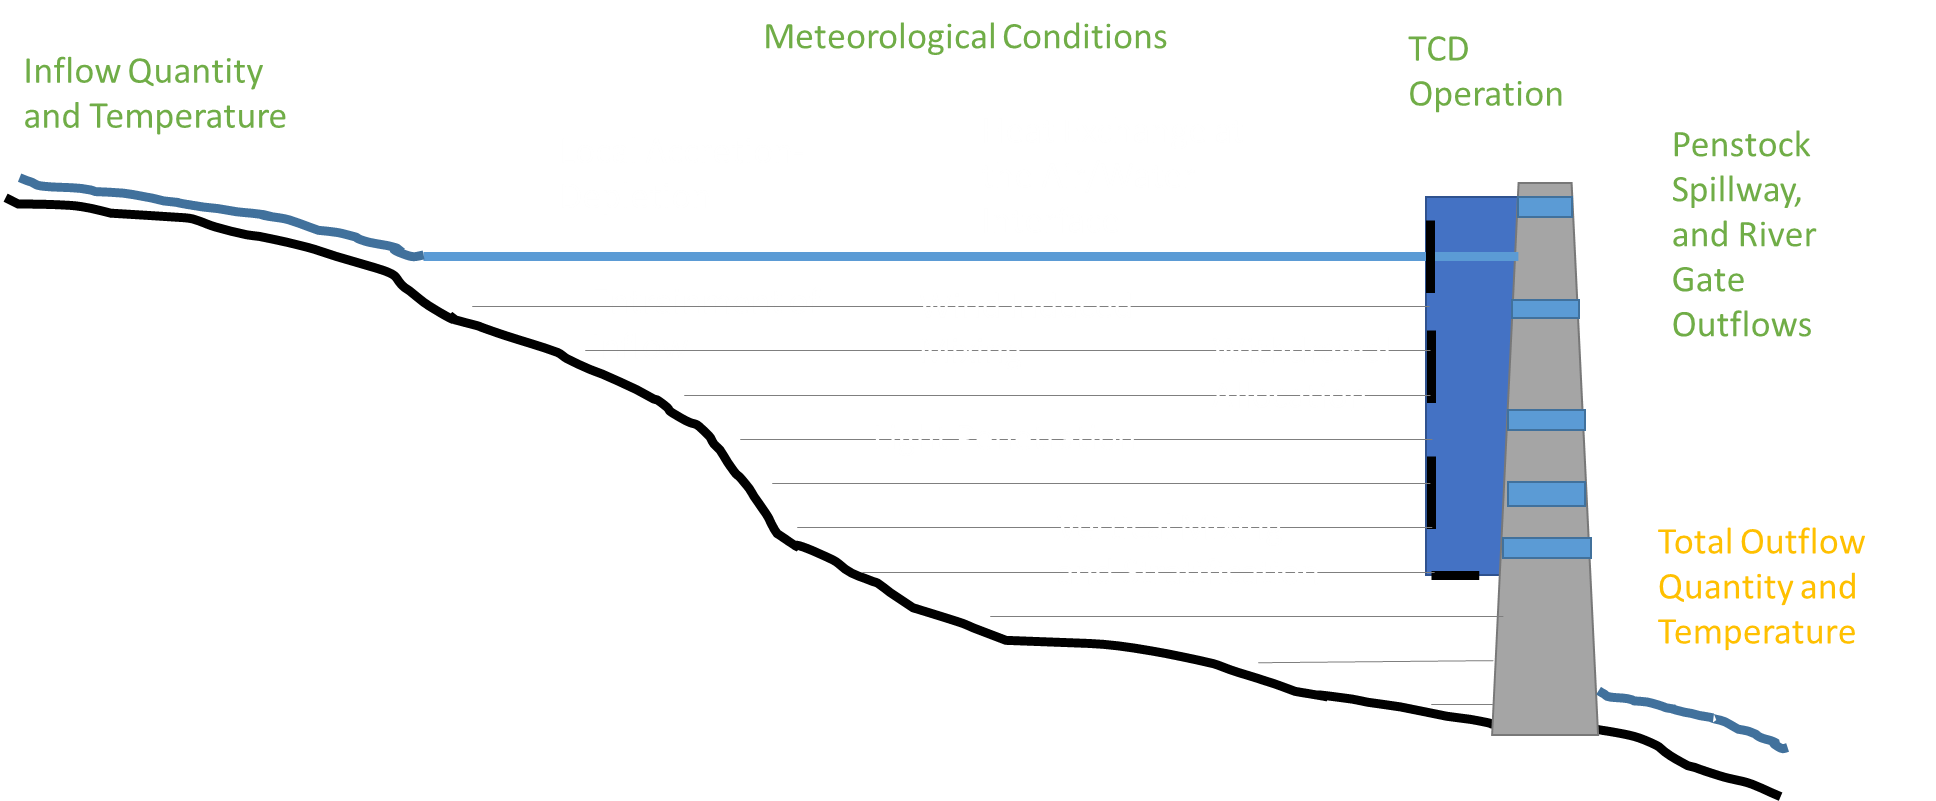 Meteorological Conditions
Inflow Quantity
and Temperature
TCD
Operation
Penstock
Spillway,
and River
Gate
Outflows
Total Outflow
Quantity and
Temperature